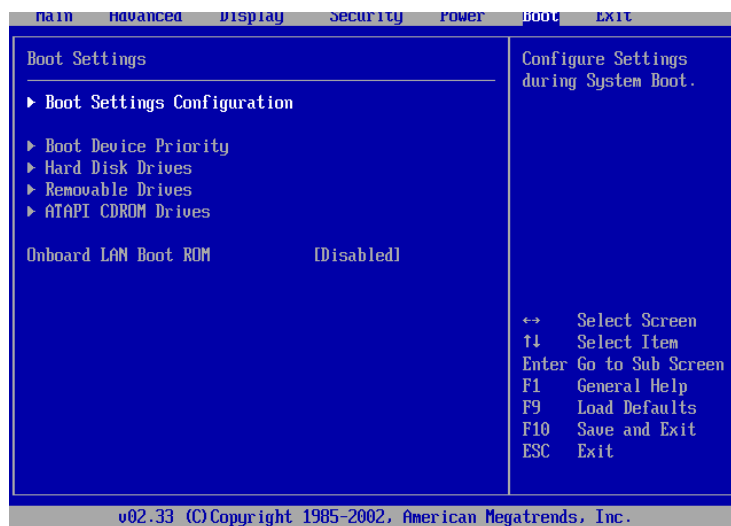 Main Advanced Display Security Power Boot Exit
Boot Settings
Configure Settings
during System Boot.
▶ Boot Settings Configuration
▶ Boot Device Priority
▶ Hard Disk Drives
▶ Removable Drives
▶ ATAPI CDROM Drives
Onboard LAN Boot ROM [Disabled]
↔ Select Screen
↑↓ Select Item
Enter Go to Sub Screen
F1 General Help
F9 Load Defaults
F10 Save and Exit
ESC Exit
v02.33 (C)Copyright 1985-2002, American Megatrends, Inc.